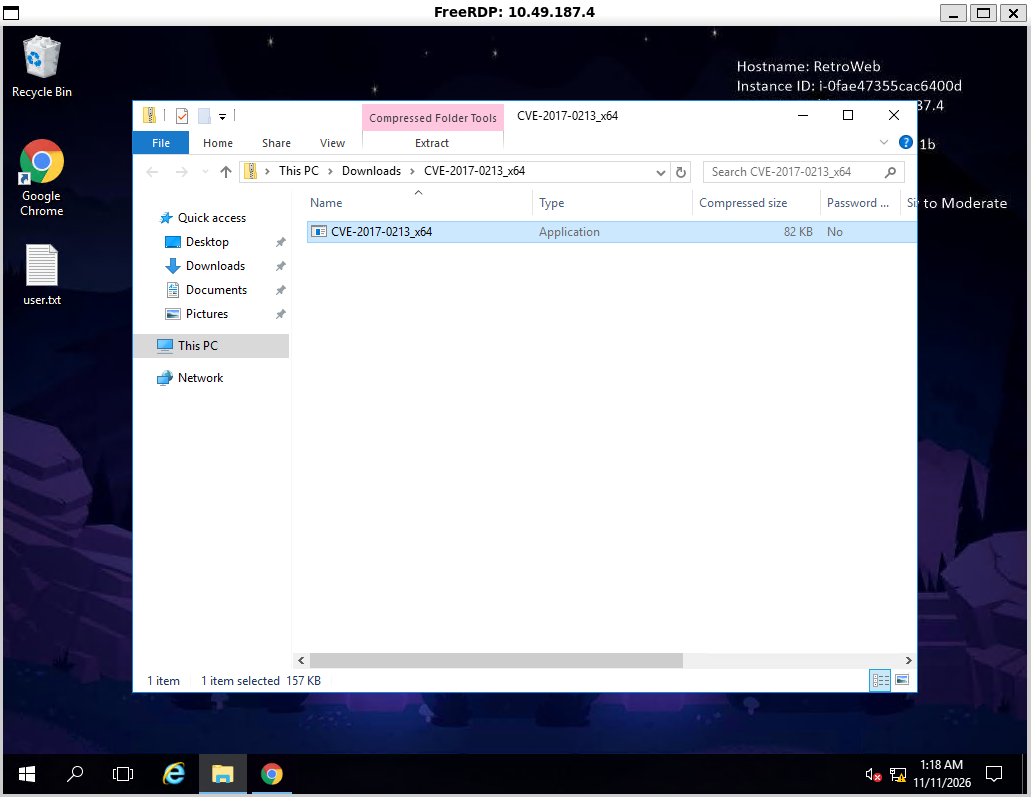 FreeRDP: 10.49.187.4
Recycle Bin
Google
Chrome
user.txt
Hostname: RetroWeb
Instance ID: i-0fae47355cac6400d
37.4
1b
to Moderate
Compressed Folder Tools
CVE-2017-0213_x64
File
Home
Share
View
Extract
This PC
Downloads
CVE-2017-0213_x64
Search CVE-2017-0213_x64
Name
Type
Compressed size
Password ...
Quick access
Desktop
Downloads
Documents
Pictures
This PC
Network
CVE-2017-0213_x64
Application
82 KB
No
1 item
1 item selected
157 KB
1:18 AM
11/11/2026